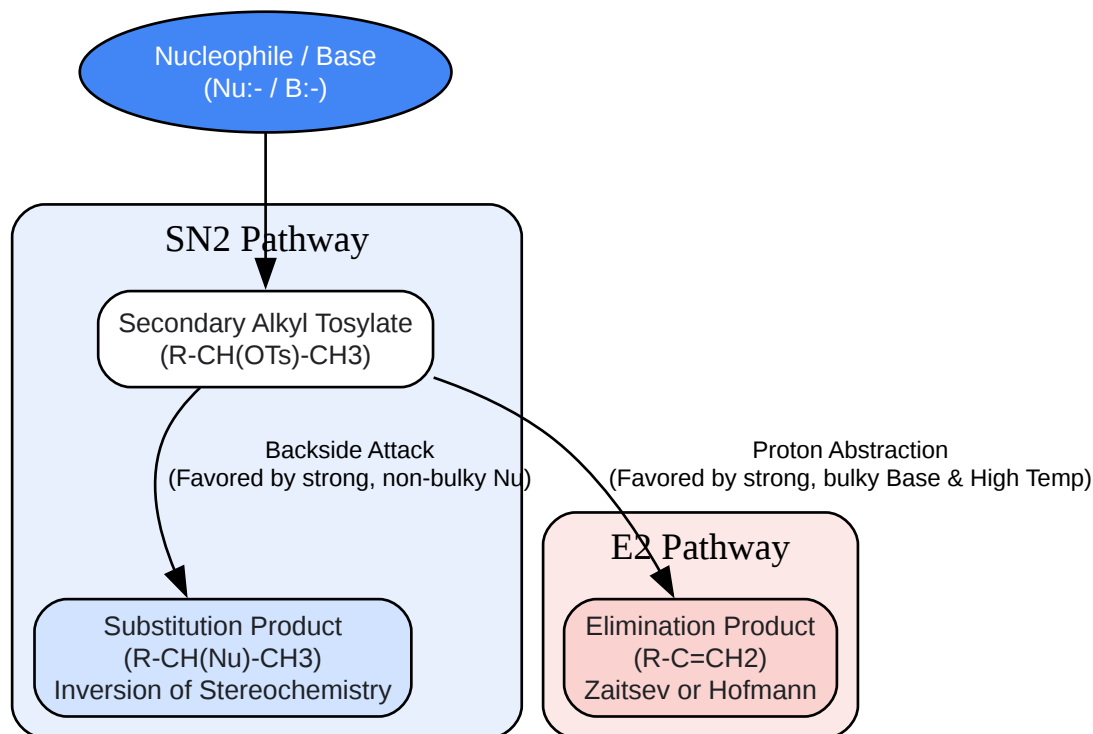 Nucleophile / Base
(Nu:- / B:-)
SN2 Pathway
Secondary Alkyl Tosylate
(R-CH(OTs)-CH3)
Backside Attack
(Favored by strong, non-bulky Nu)
Proton Abstraction
(Favored by strong, bulky Base & High Temp)
Substitution Product
(R-CH(Nu)-CH3)
Inversion of Stereochemistry
E2 Pathway
Elimination Product
(R-C=CH2)
Zaitsev or Hofmann